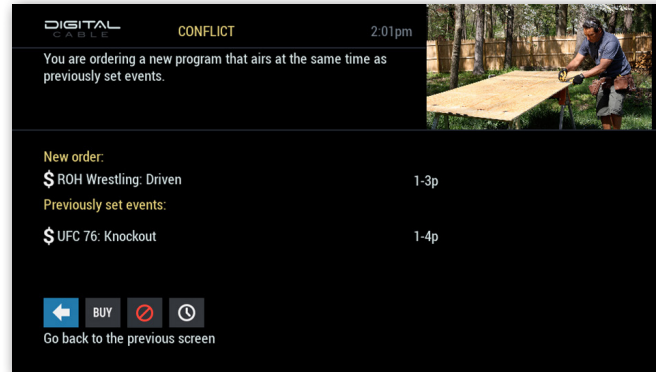 DIGITAL
CABLE
CONFLICT
2:01pm
You are ordering a new program that airs at the same time as
previously set events.
New order:
$ ROH Wrestling: Driven 1-3p
Previously set events:
$ UFC 76: Knockout 1-4p
BUY
Go back to the previous screen